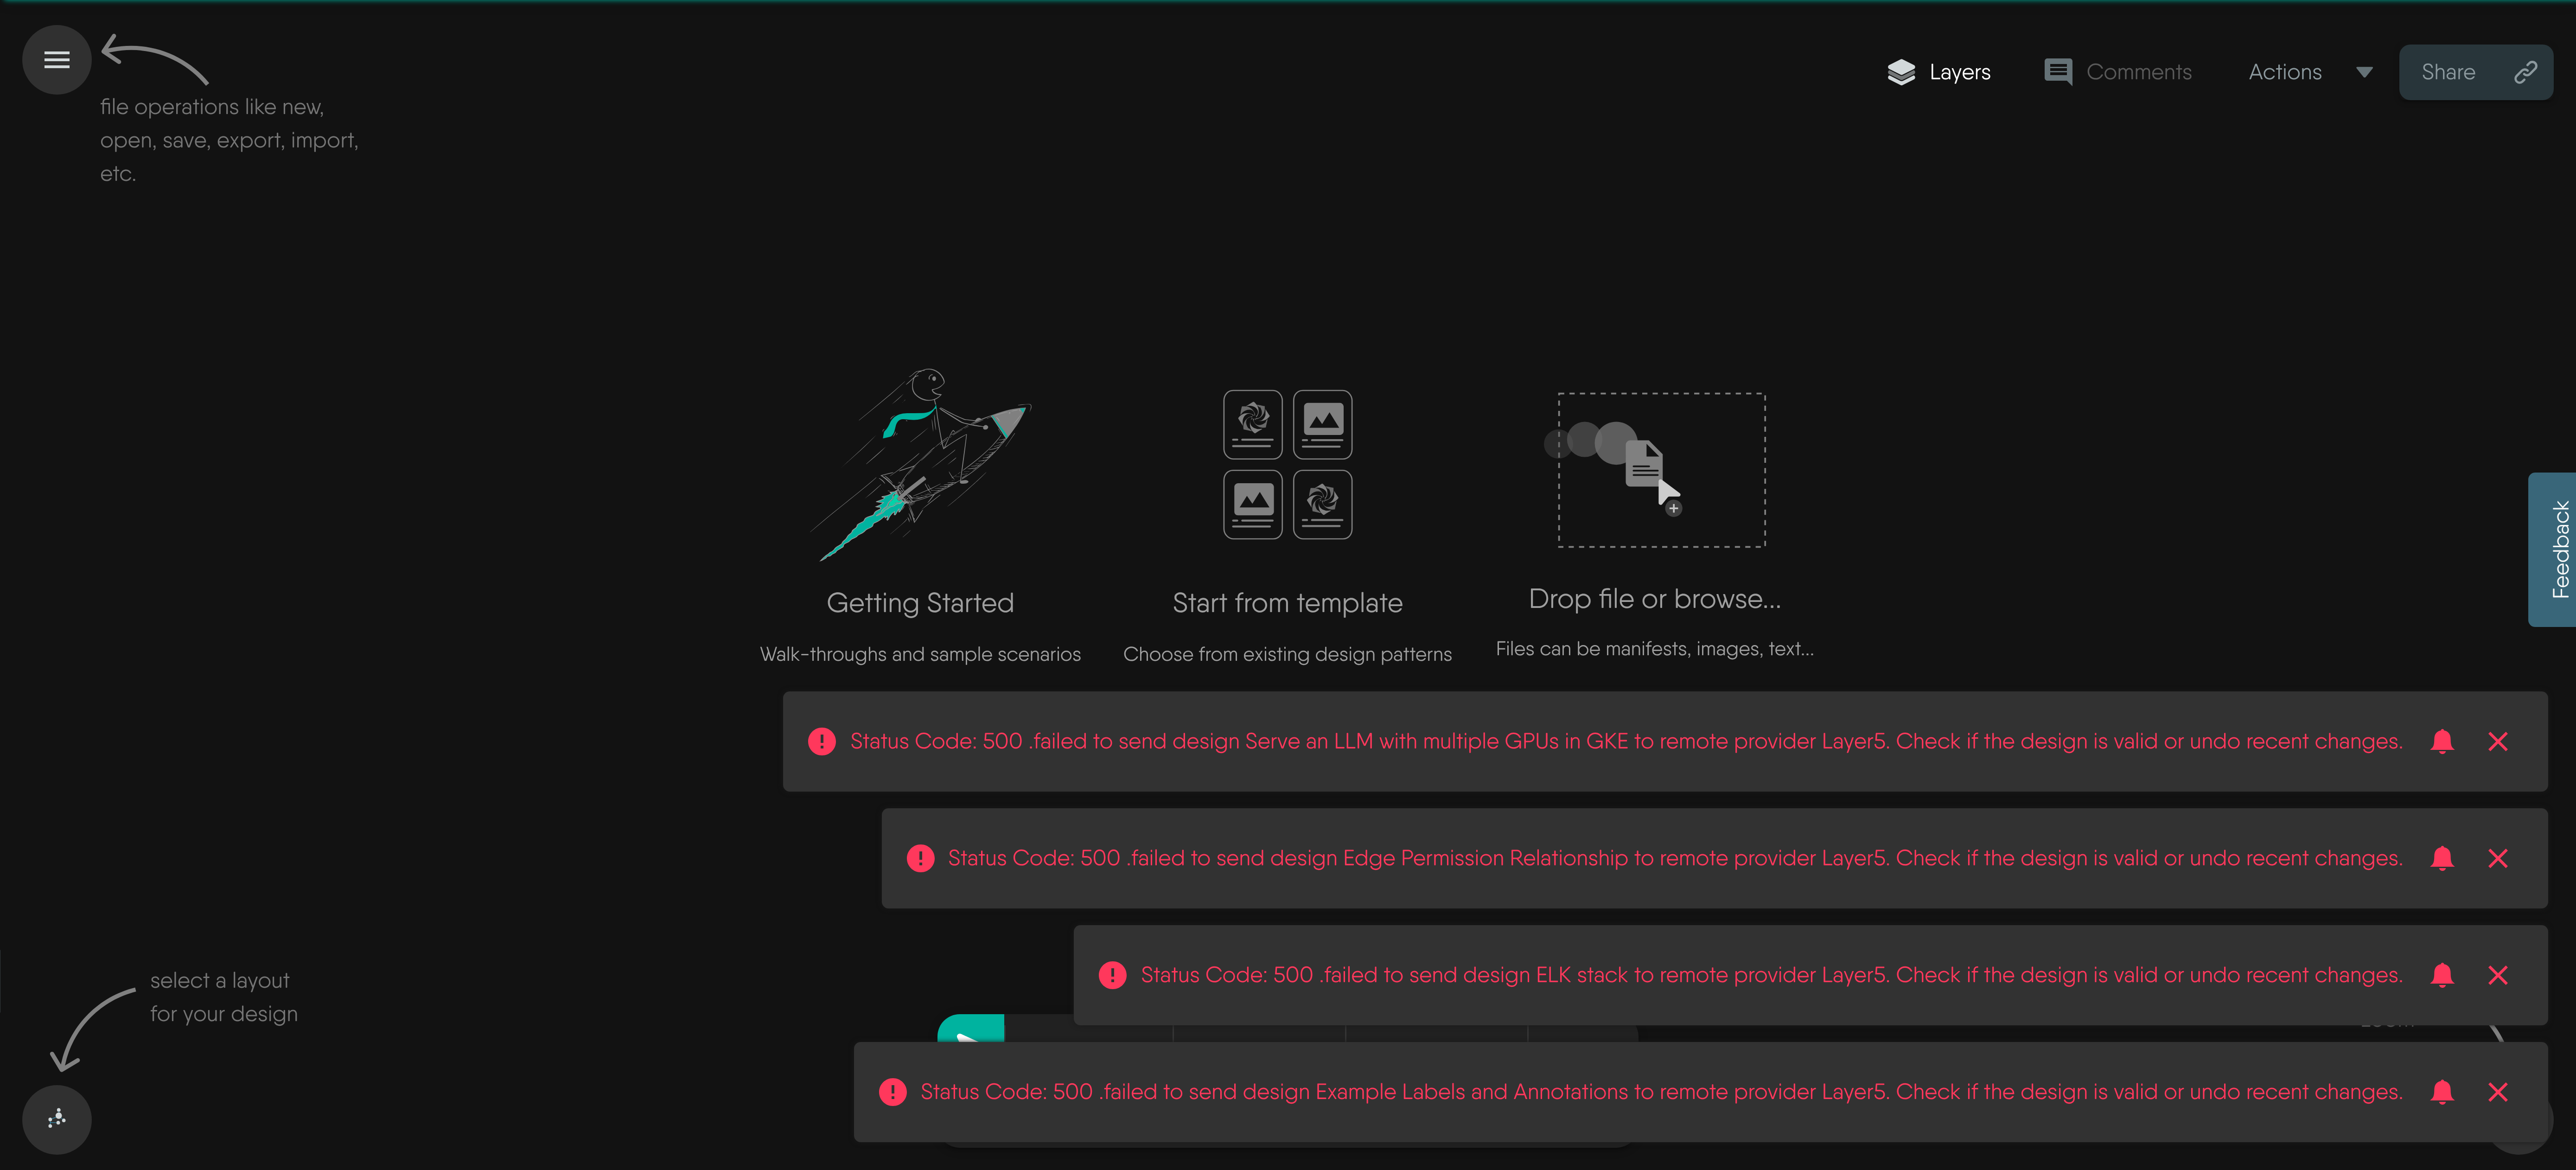 file operations like new,
open, save, export, import,
etc.
Layers
Comments
Actions
Share
Getting Started
Walk-throughs and sample scenarios
Start from template
Choose from existing design patterns
Drop file or browse...
Files can be manifests, images, text...
Feedback
Status Code: 500 .failed to send design Serve an LLM with multiple GPUs in GKE to remote provider Layer5. Check if the design is valid or undo recent changes.
Status Code: 500 .failed to send design Edge Permission Relationship to remote provider Layer5. Check if the design is valid or undo recent changes.
Status Code: 500 .failed to send design ELK stack to remote provider Layer5. Check if the design is valid or undo recent changes.
select a layout
for your design
Status Code: 500 .failed to send design Example Labels and Annotations to remote provider Layer5. Check if the design is valid or undo recent changes.